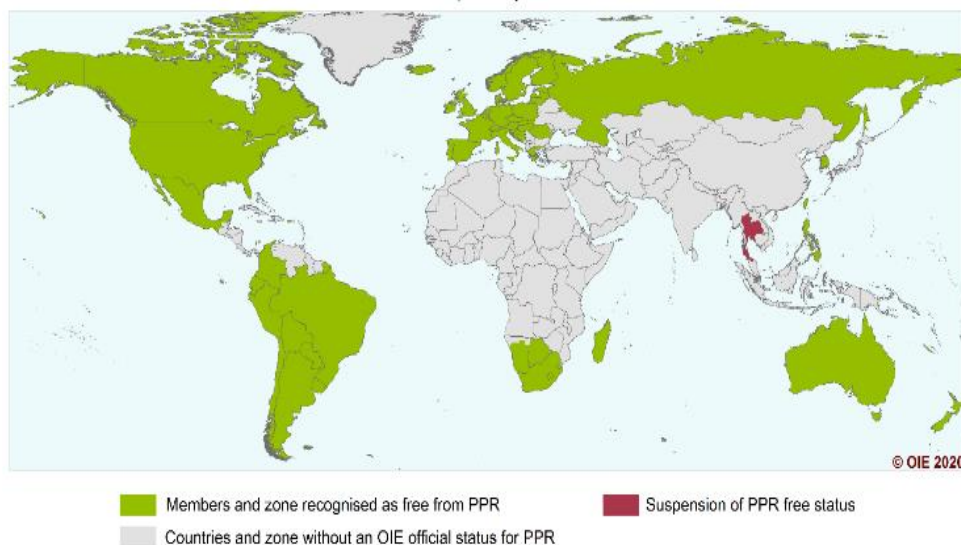 © OIE 2020
Members and zone recognised as free from PPR
Suspension of PPR free status
Countries and zone without an OIE official status for PPR